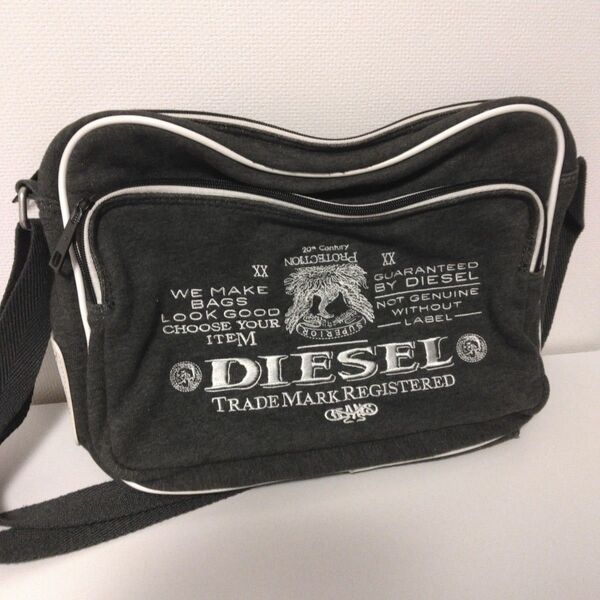 20th Century
PROTECTION
XX
XX
WE MAKE
BAGS
LOOK GOOD
CHOOSE YOUR
ITEM
SUPERIOR
GUARANTEED
BY DIESEL
NOT GENUINE
WITHOUT
LABEL
DIESEL
TRADE MARK REGISTERED